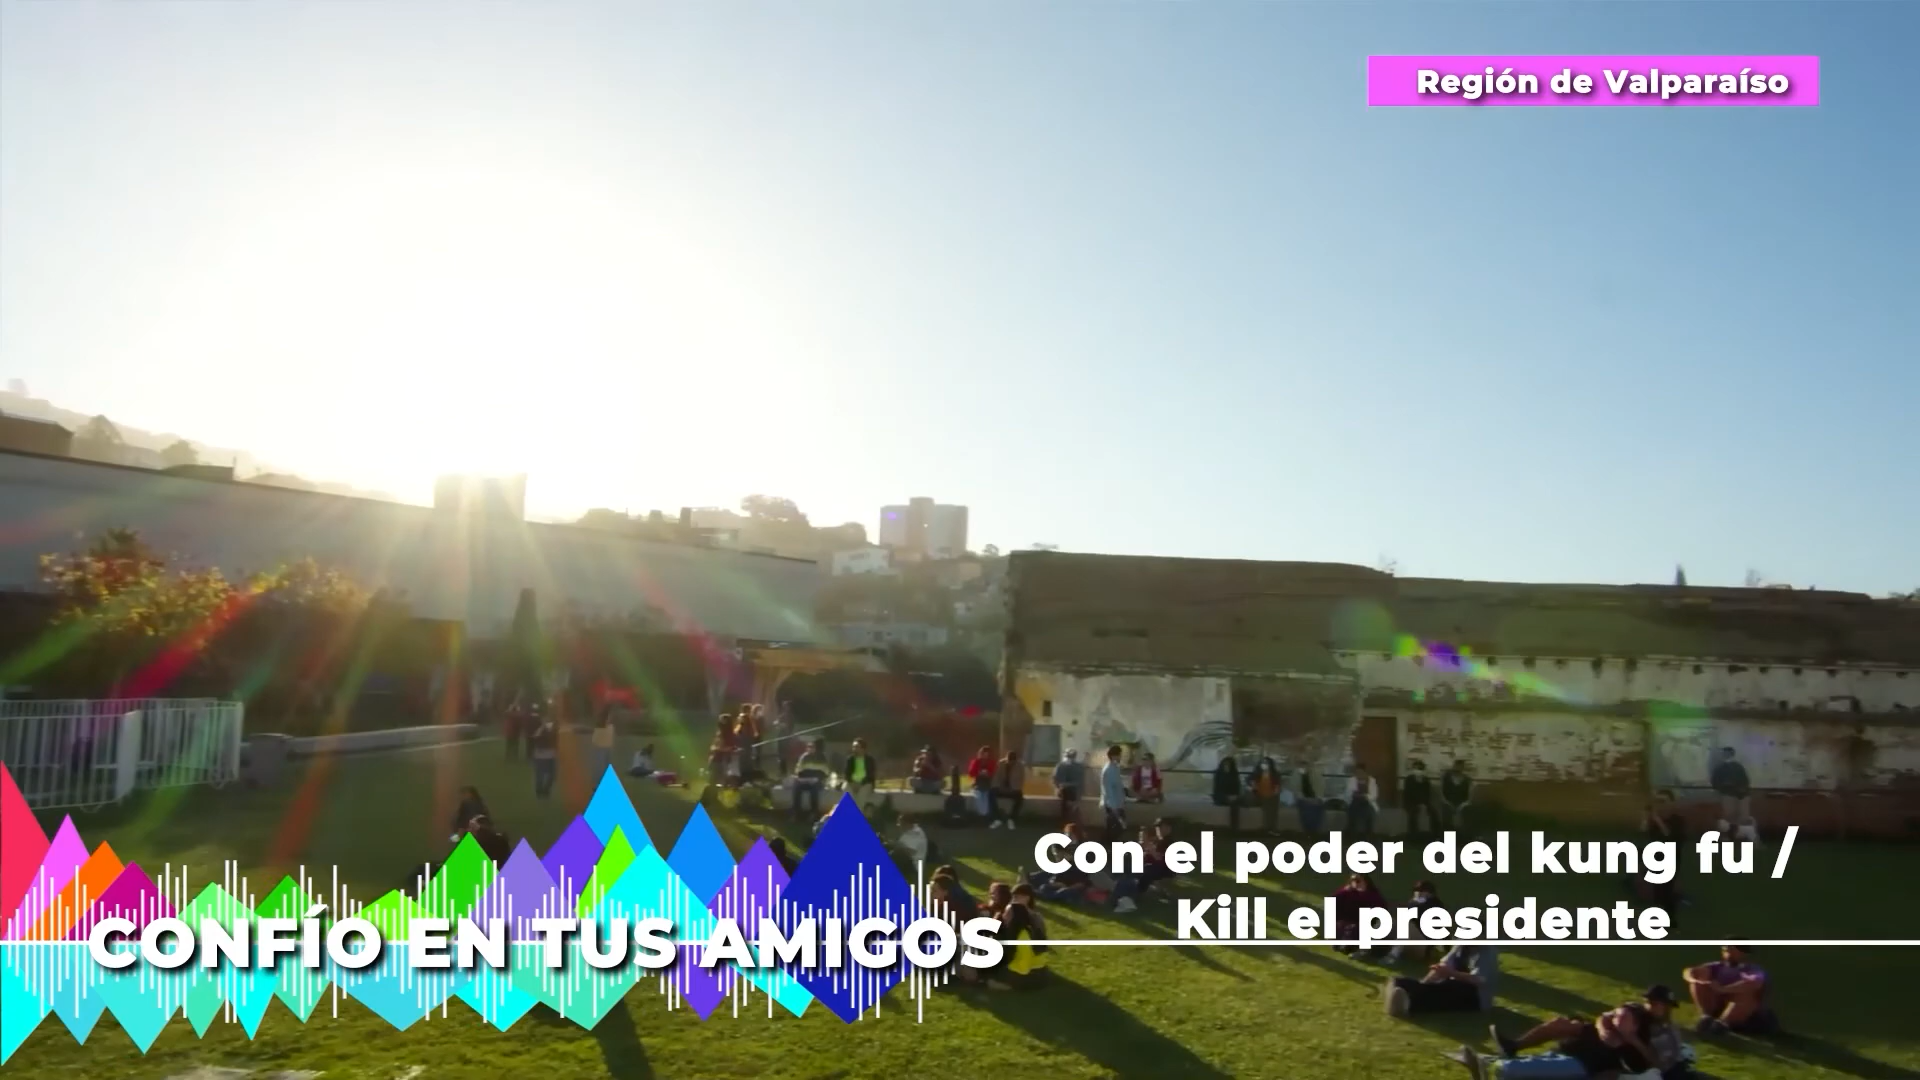 Región de Valparaíso
Con el poder del kung fu /
Kill el presidente
CONFÍO EN TUS AMIGOS